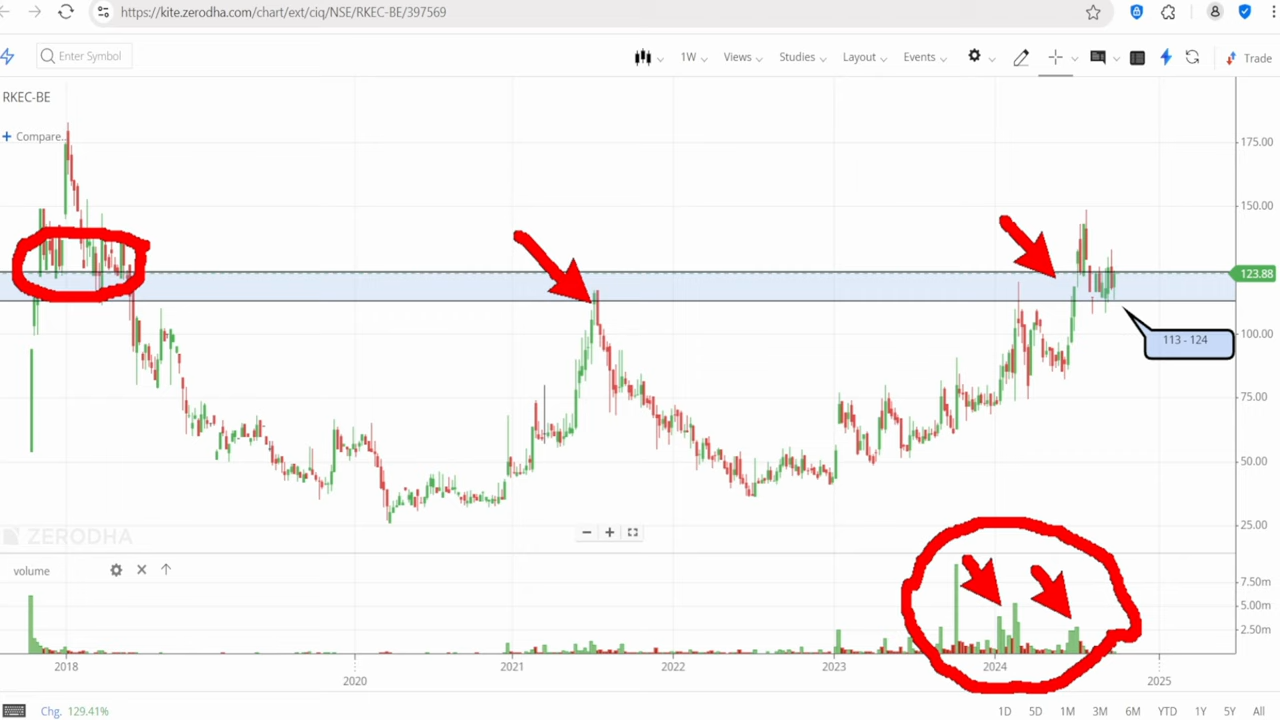 https://kite.zerodha.com/chart/ext/ciq/NSE/RKEC-BE/397569
Enter Symbol
1W
Views
Studies
Layout
Events
Trade
RKEC-BE
+ Compare..
175.00
150.00
123.88
113 - 124
100.00
75.00
50.00
25.00
ZERODHA
volume
7.50m
5.00m
2.50m
2018
2020
2021
2022
2023
2024
2025
Chg. 129.41%
1D 5D 1M 3M 6M YTD 1Y 5Y All